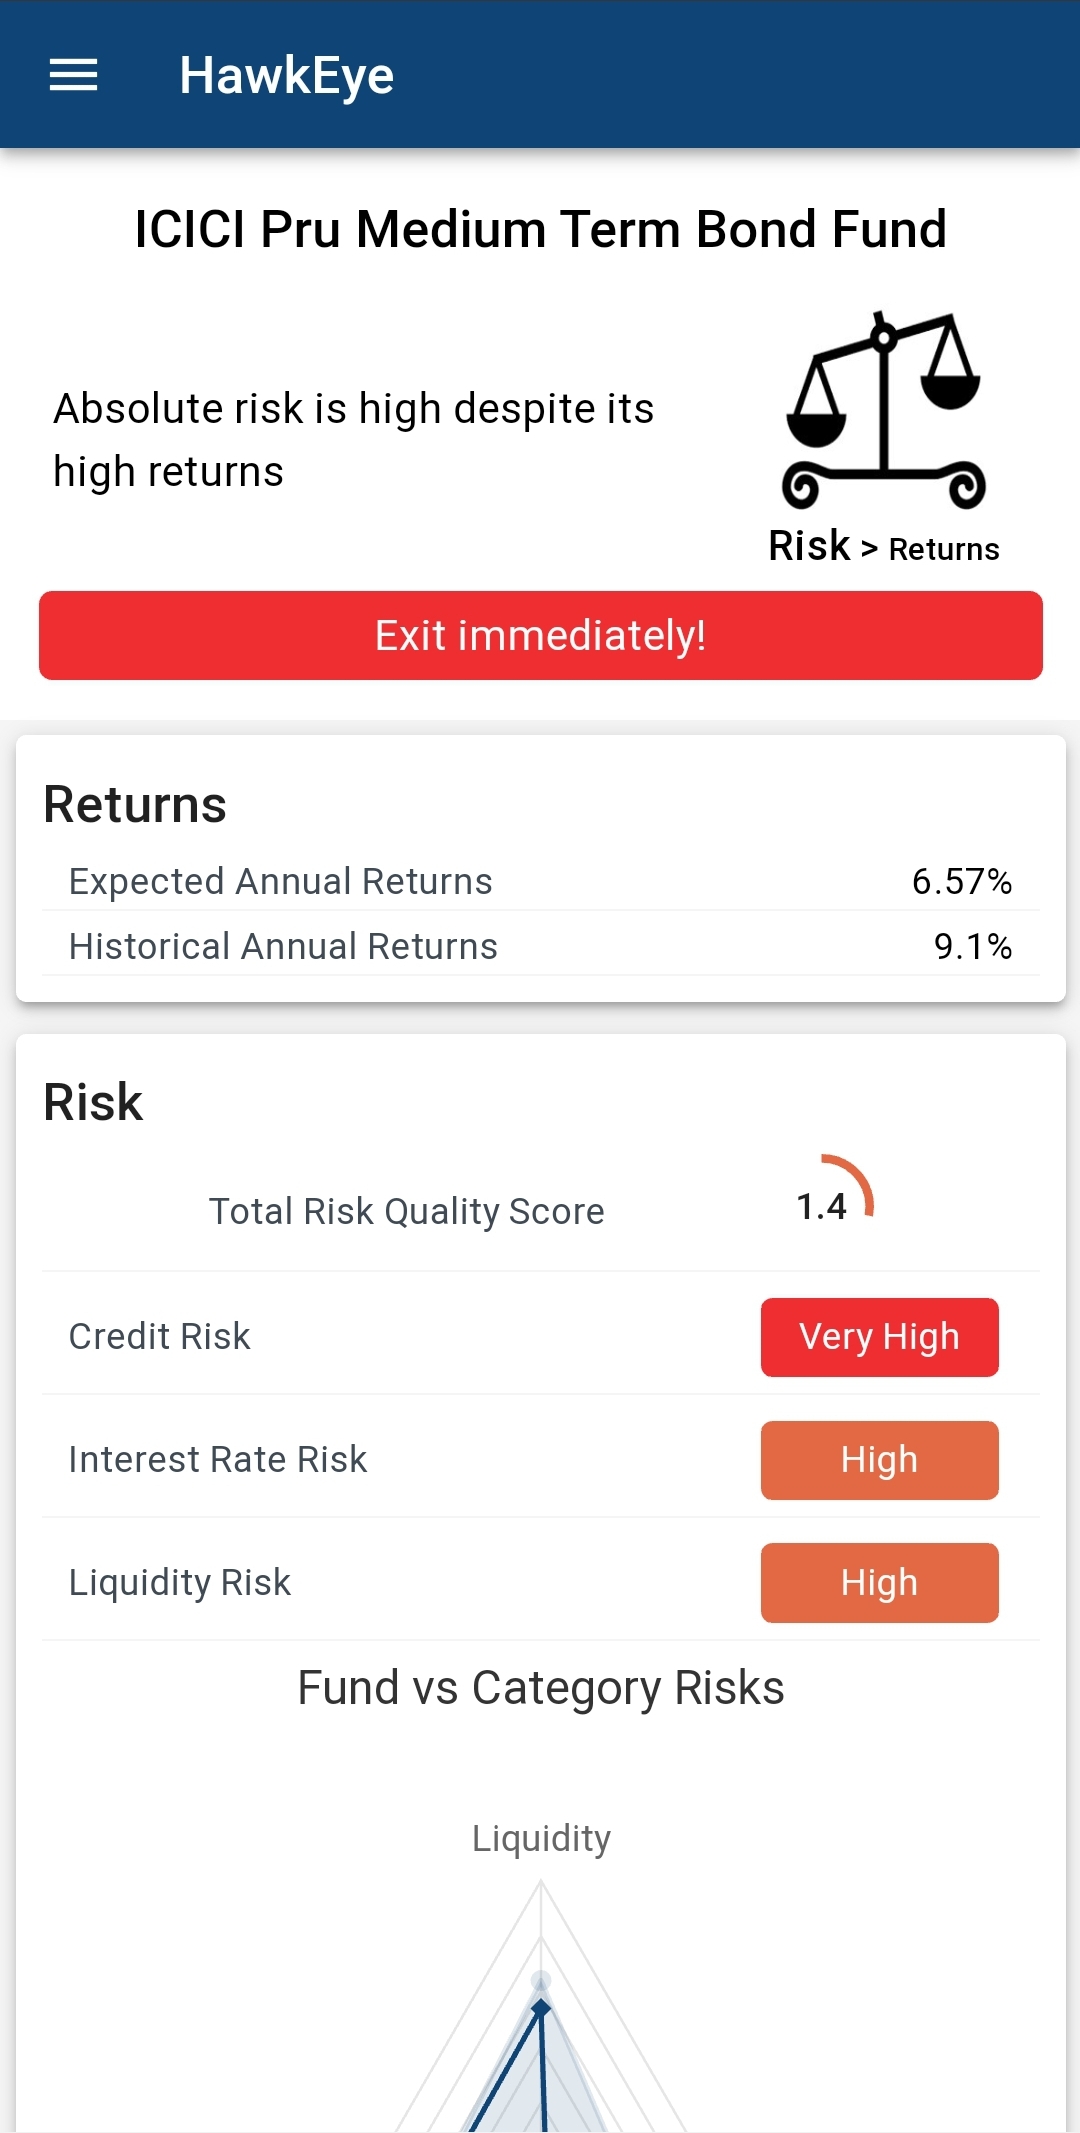 HawkEye
ICICI Pru Medium Term Bond Fund
Absolute risk is high despite its
high returns
Risk > Returns
Exit immediately!
Returns
Expected Annual Returns 6.57%
Historical Annual Returns 9.1%
Risk
Total Risk Quality Score 1.4
Credit Risk Very High
Interest Rate Risk High
Liquidity Risk High
Fund vs Category Risks
Liquidity